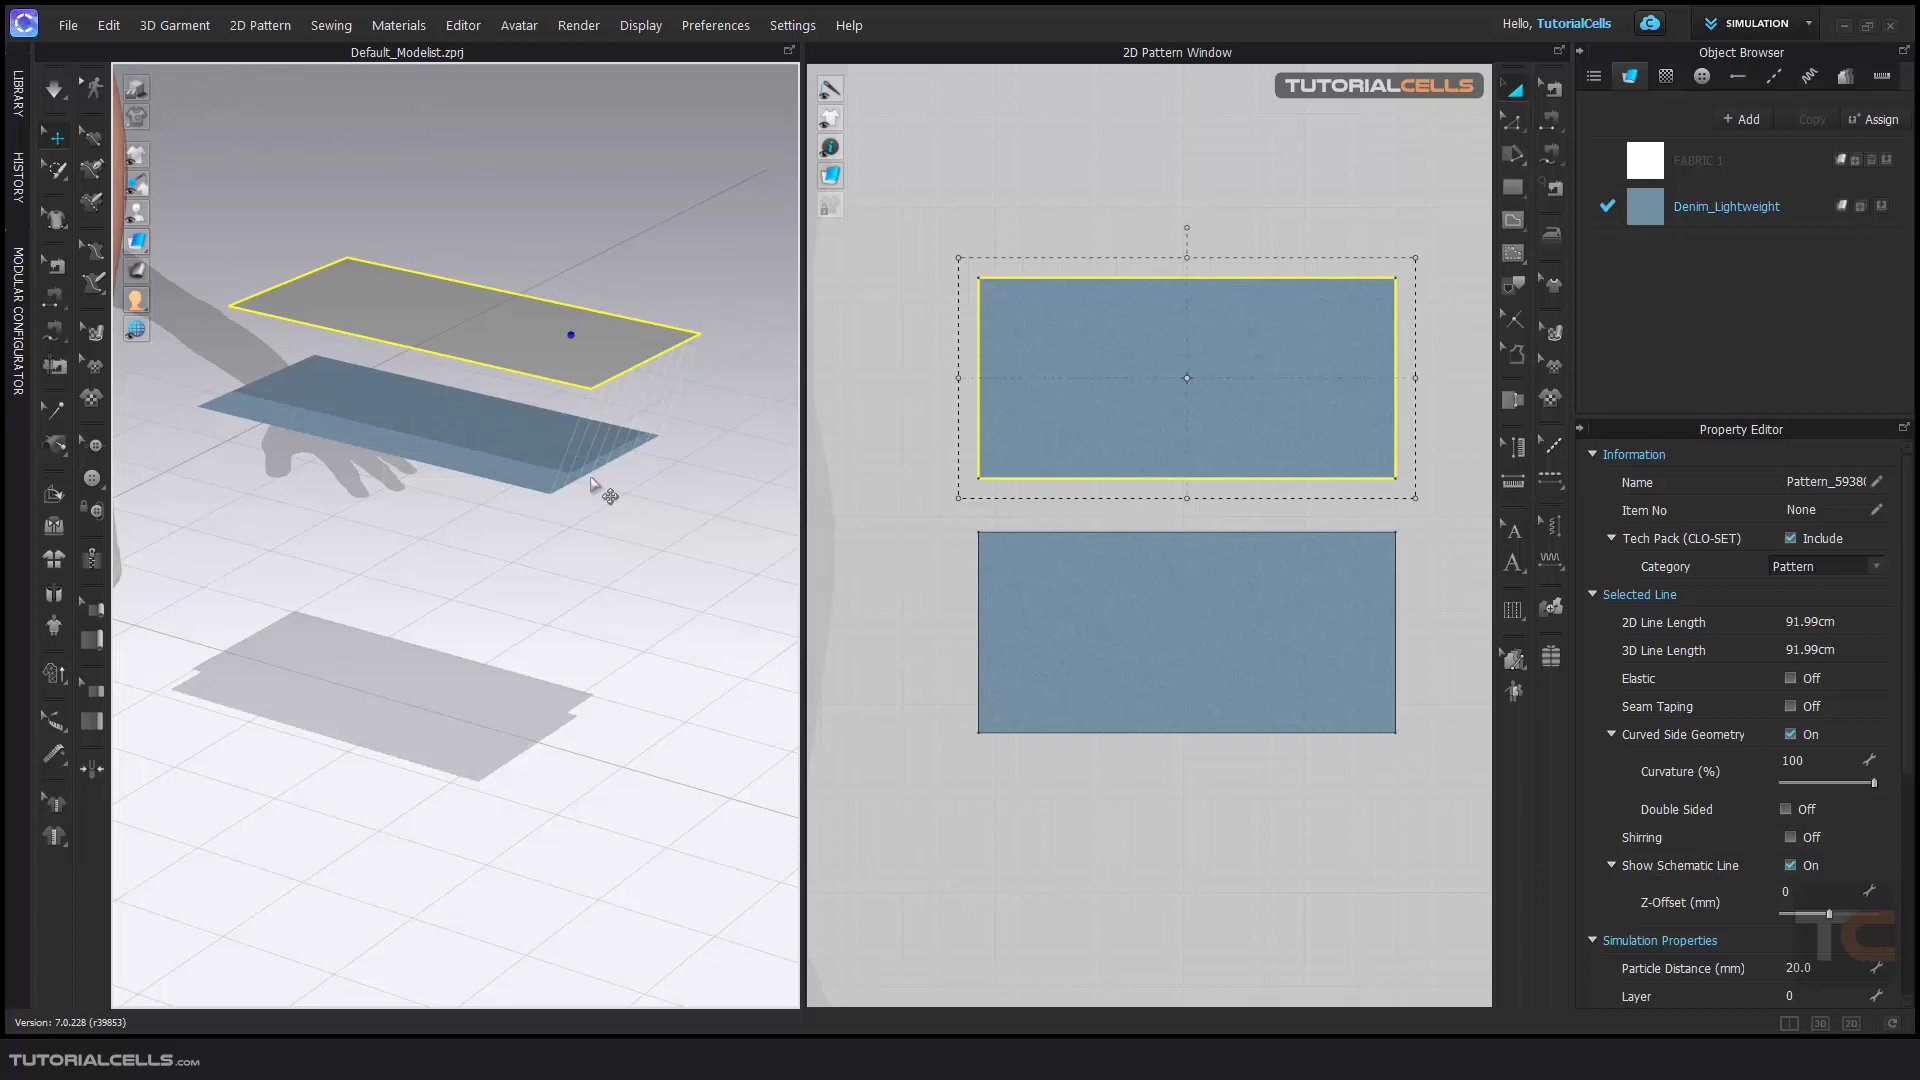 File Edit 3D Garment 2D Pattern Sewing Materials Editor Avatar Render Display Preferences Settings Help
Hello, TutorialCells
SIMULATION
Default_Modelist.zprj
2D Pattern Window
Object Browser
LIBRARY
HISTORY
MODULAR CONFIGURATOR
TUTORIALCELLS
+ Add
Copy
Assign
FABRIC 1
Denim_Lightweight
Property Editor
Information
Name Pattern_59380
Item No None
Tech Pack (CLO-SET) Include
Category Pattern
Selected Line
2D Line Length 91.99cm
3D Line Length 91.99cm
Elastic Off
Seam Taping Off
Curved Side Geometry On
Curvature (%) 100
Double Sided Off
Shirring Off
Show Schematic Line On
Z-Offset (mm) 0
TC
Simulation Properties
Particle Distance (mm) 20.0
Layer 0
Version: 7.0.228 (r39853)
3D 2D
TUTORIALCELLS.com